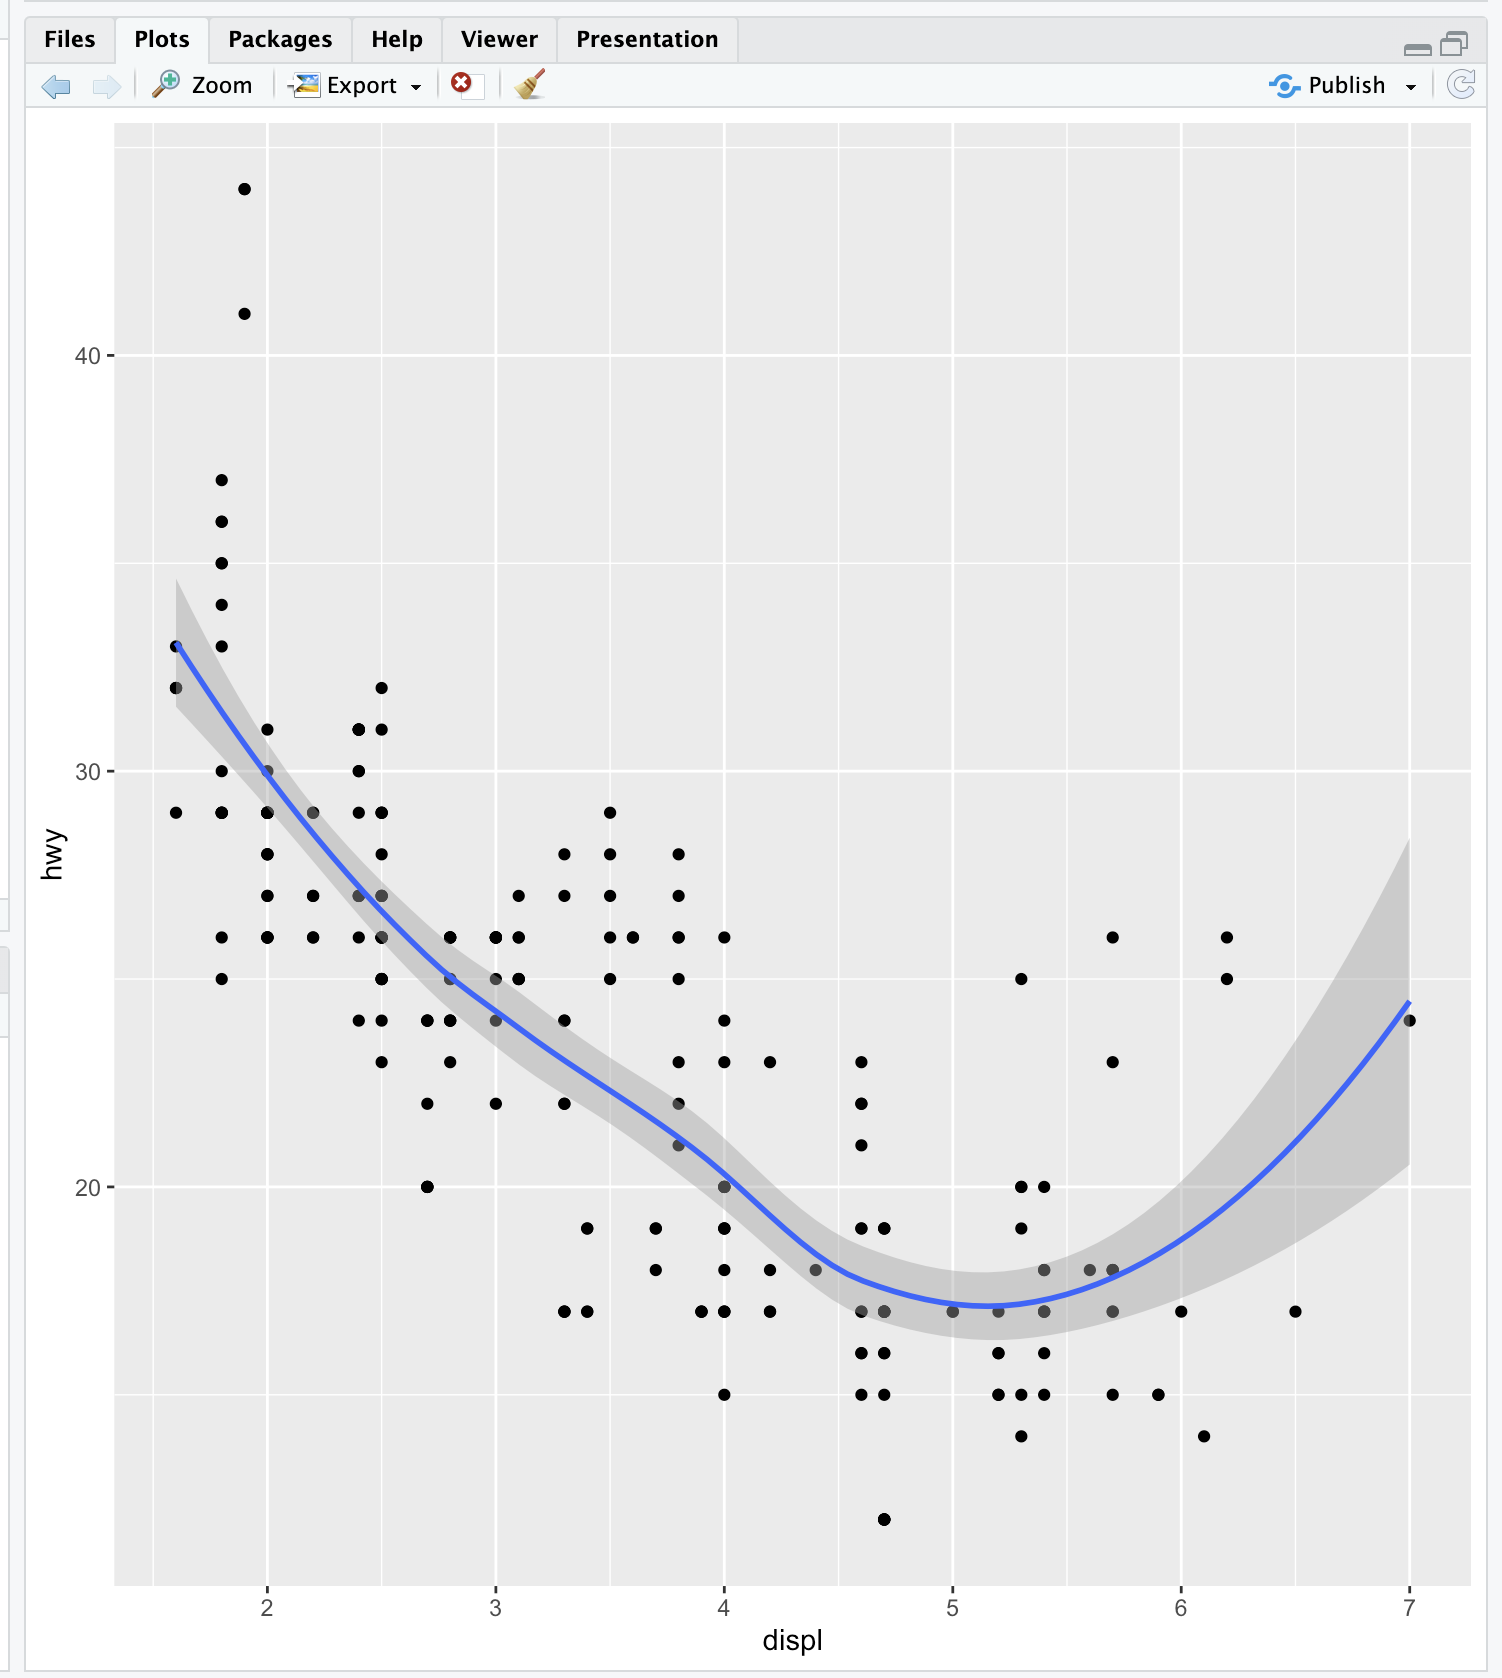 Files Plots Packages Help Viewer Presentation
Zoom Export Publish
40
30
20
hwy
2 3 4 5 6 7
displ